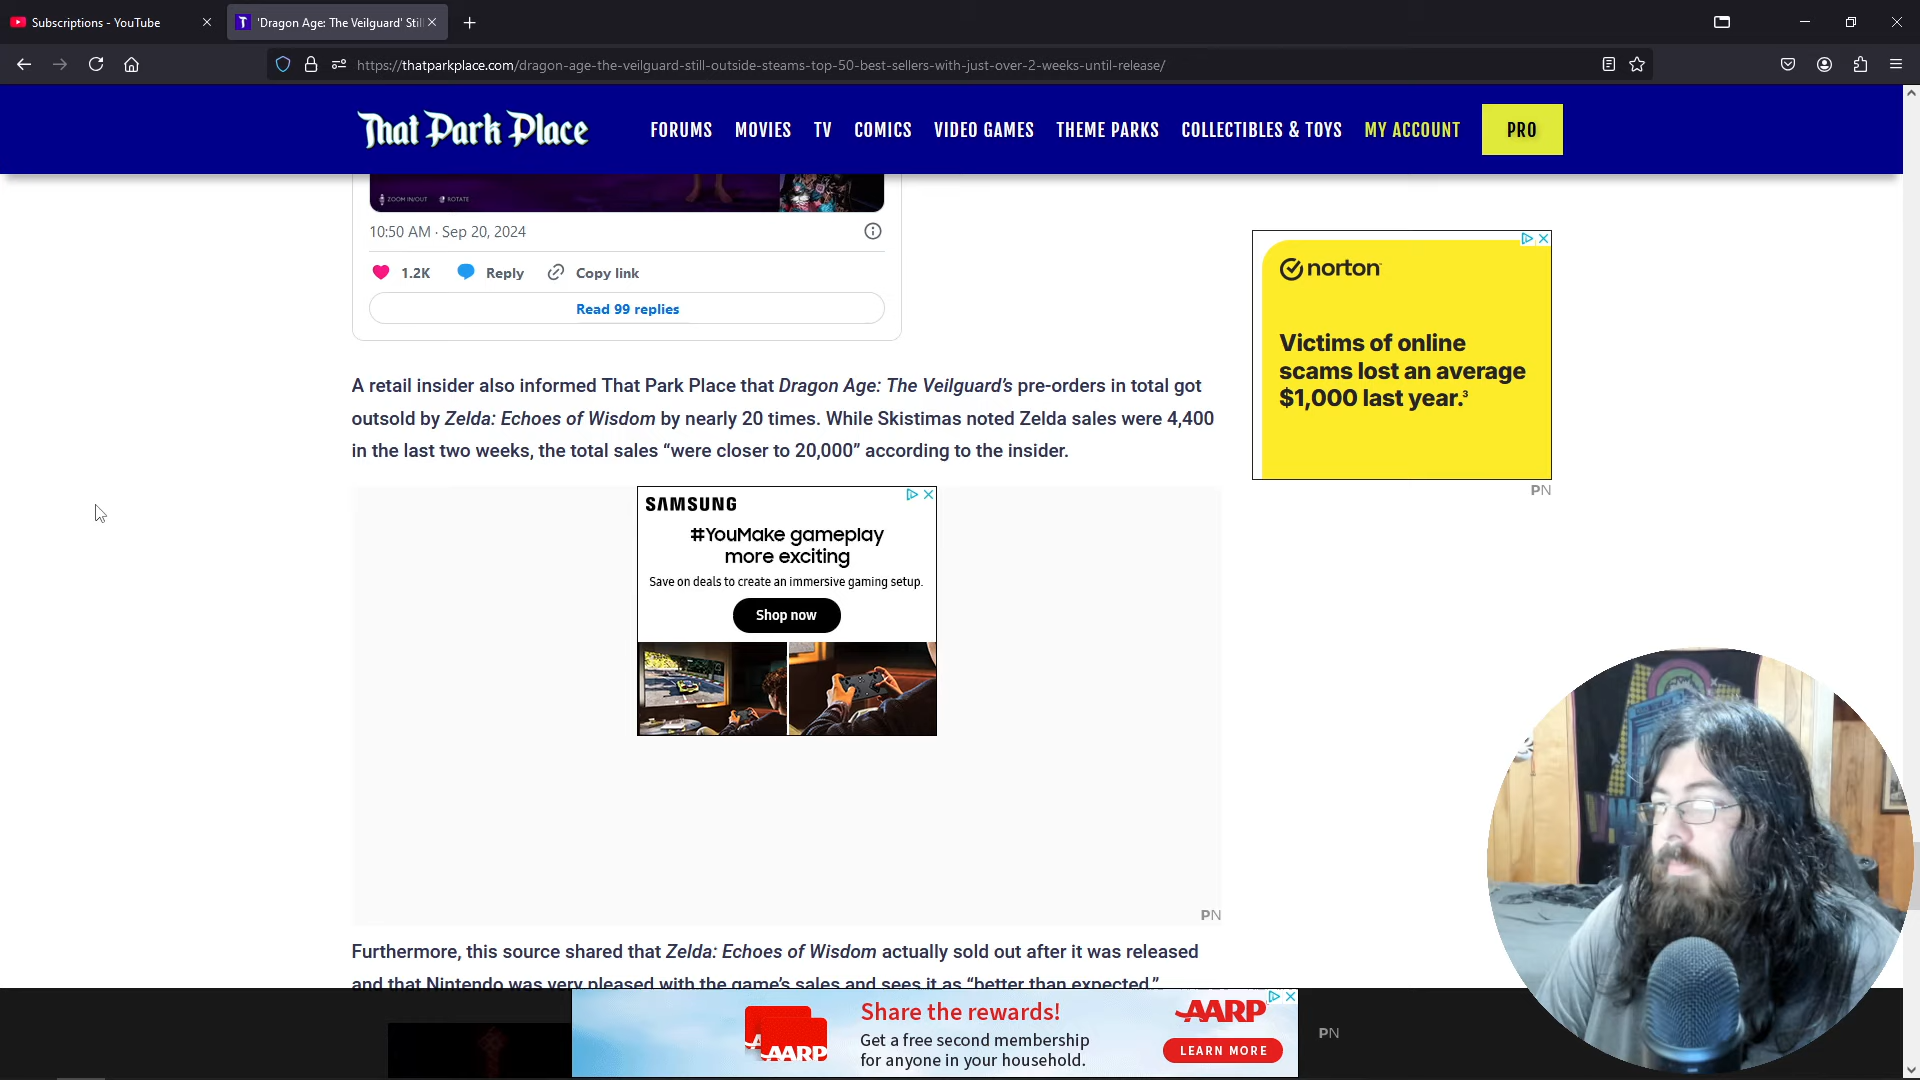 Subscriptions - YouTube
'Dragon Age: The Veilguard' Still
https://thatparkplace.com/dragon-age-the-veilguard-still-outside-steams-top-50-best-sellers-with-just-over-2-weeks-until-release/
That Park Place
FORUMS MOVIES TV COMICS VIDEO GAMES THEME PARKS COLLECTIBLES & TOYS MY ACCOUNT PRO
ZOOM IN/OUT ROTATE
10:50 AM · Sep 20, 2024
1.2K Reply Copy link
Read 99 replies
norton
Victims of online
scams lost an average
$1,000 last year.³
PN
A retail insider also informed That Park Place that Dragon Age: The Veilguard’s pre-orders in total got
outsold by Zelda: Echoes of Wisdom by nearly 20 times. While Skistimas noted Zelda sales were 4,400
in the last two weeks, the total sales “were closer to 20,000” according to the insider.
SAMSUNG
#YouMake gameplay
more exciting
Save on deals to create an immersive gaming setup.
Shop now
PN
Furthermore, this source shared that Zelda: Echoes of Wisdom actually sold out after it was released
and that Nintendo was very pleased with the game’s sales and sees it as “better than expected.”
AARP
Share the rewards!
Get a free second membership
for anyone in your household.
AARP
LEARN MORE
PN